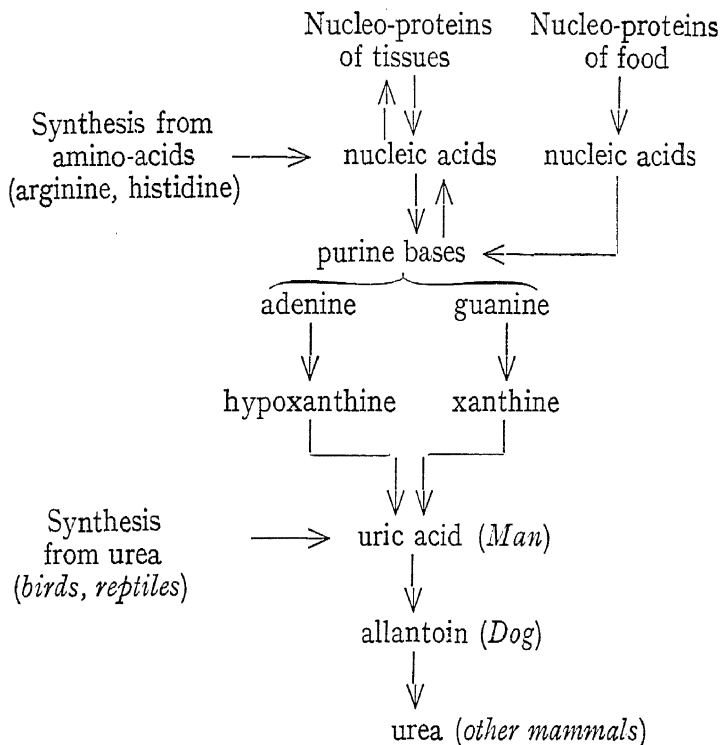 Nucleo-proteins
of tissues
Nucleo-proteins
of food
Synthesis from
amino-acids
(arginine, histidine)
nucleic acids
nucleic acids
purine bases
adenine
guanine
hypoxanthine
xanthine
Synthesis
from urea
(birds, reptiles)
uric acid (Man)
allantoin (Dog)
urea (other mammals)